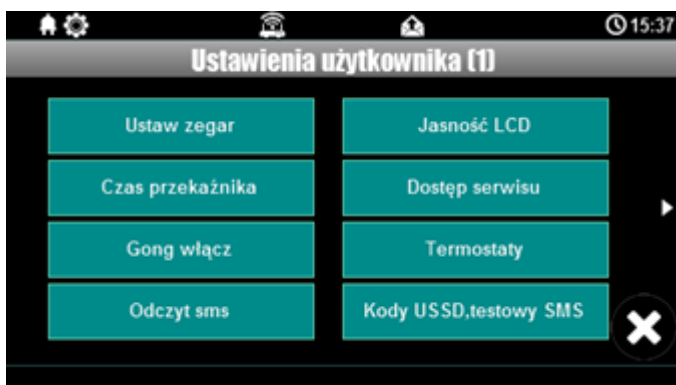 15:37
Ustawienia użytkownika (1)
Ustaw zegar
Jasność LCD
Czas przekaźnika
Dostęp serwisu
Gong włącz
Termostaty
Odczyt sms
Kody USSD,testowy SMS